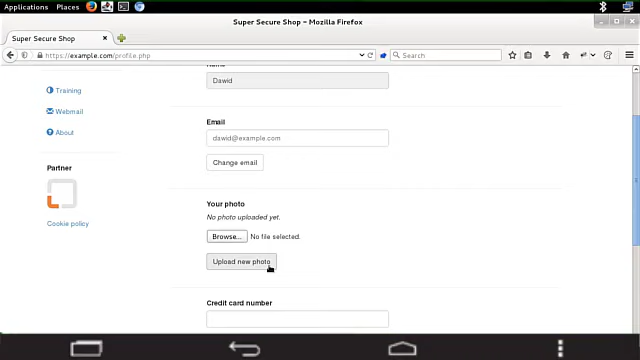 Applications Places
Super Secure Shop - Mozilla Firefox
Super Secure Shop
https://example.com/profile.php
Search
Training
Webmail
About
Partner
Cookie policy
Dawid
Email
dawid@example.com
Change email
Your photo
No photo uploaded yet.
Browse... No file selected.
Upload new photo
Credit card number